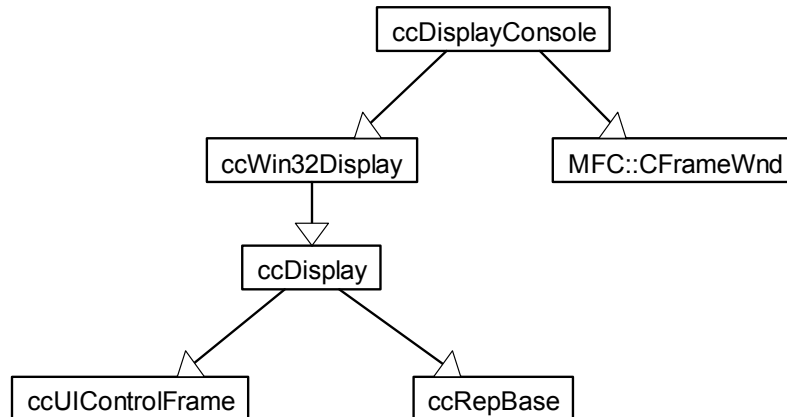 ccDisplayConsole
ccWin32Display
MFC::CFrameWnd
ccDisplay
ccUIControlFrame
ccRepBase